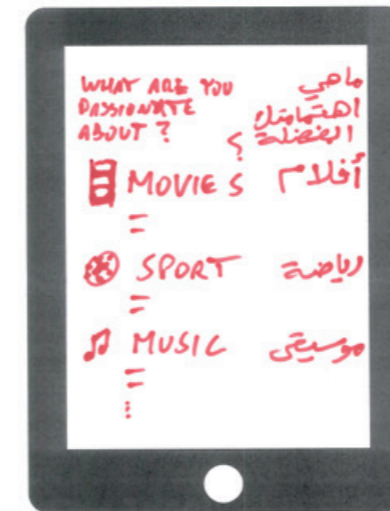 WHAT ARE YOU
PASSIONATE
ABOUT ?
ماهي
اهتماماتك
المفضلة ؟
MOVIES أفلام
SPORT رياضة
MUSIC موسيقى
...